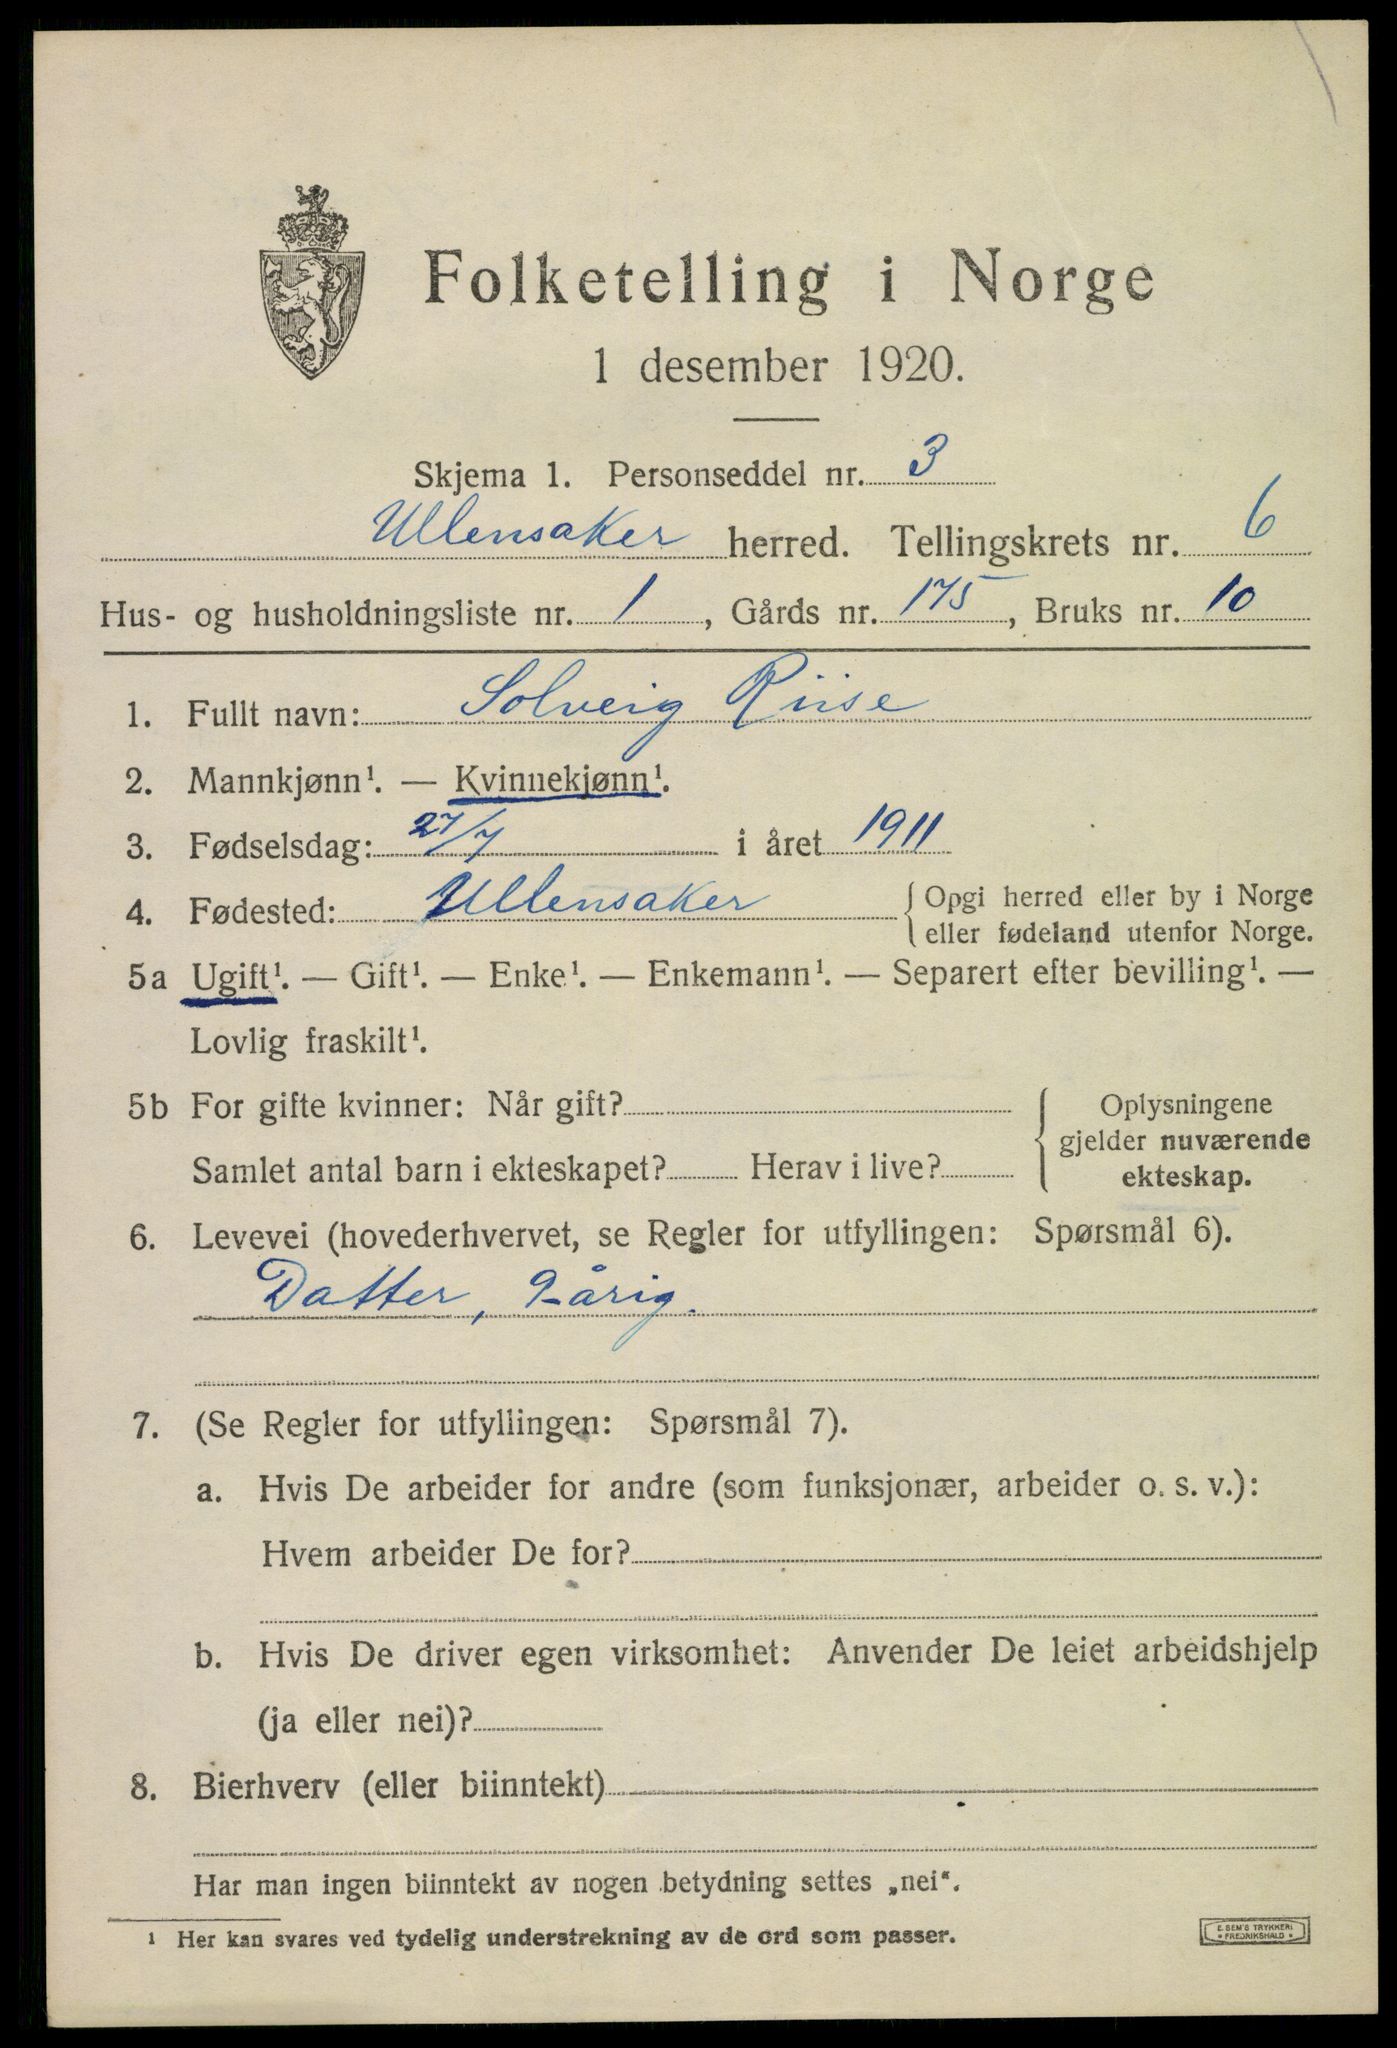 Folketelling i Norge
1 desember 1920.
Skjema 1. Personseddel nr. 3
Ullensaker herred. Tellingskrets nr. 6
Hus- og husholdningsliste nr. 1, Gårds nr. 175, Bruks nr. 10
1. Fullt navn: Solveig Riise
2. Mannkjønn¹. — Kvinnekjønn¹.
3. Fødselsdag: 27/7 i året 1911
4. Fødested: Ullensaker { Opgi herred eller by i Norge
eller fødeland utenfor Norge.
5a Ugift¹. — Gift¹. — Enke¹. — Enkemann¹. — Separert efter bevilling¹. —
Lovlig fraskilt¹.
5b For gifte kvinner: Når gift? { Oplysningene
gjelder nuværende
Samlet antal barn i ekteskapet? Herav i live? ekteskap.
6. Levevei (hovederhvervet, se Regler for utfyllingen: Spørsmål 6).
Datter, 9-årig.
7. (Se Regler for utfyllingen: Spørsmål 7).
a. Hvis De arbeider for andre (som funksjonær, arbeider o. s. v.):
Hvem arbeider De for?
b. Hvis De driver egen virksomhet: Anvender De leiet arbeidshjelp
(ja eller nei)?
8. Bierhverv (eller biinntekt)
Har man ingen biinntekt av nogen betydning settes „nei“.
¹ Her kan svares ved tydelig understrekning av de ord som passer.
E. SEM'S TRYKKERI
• FREDRIKSHALD •